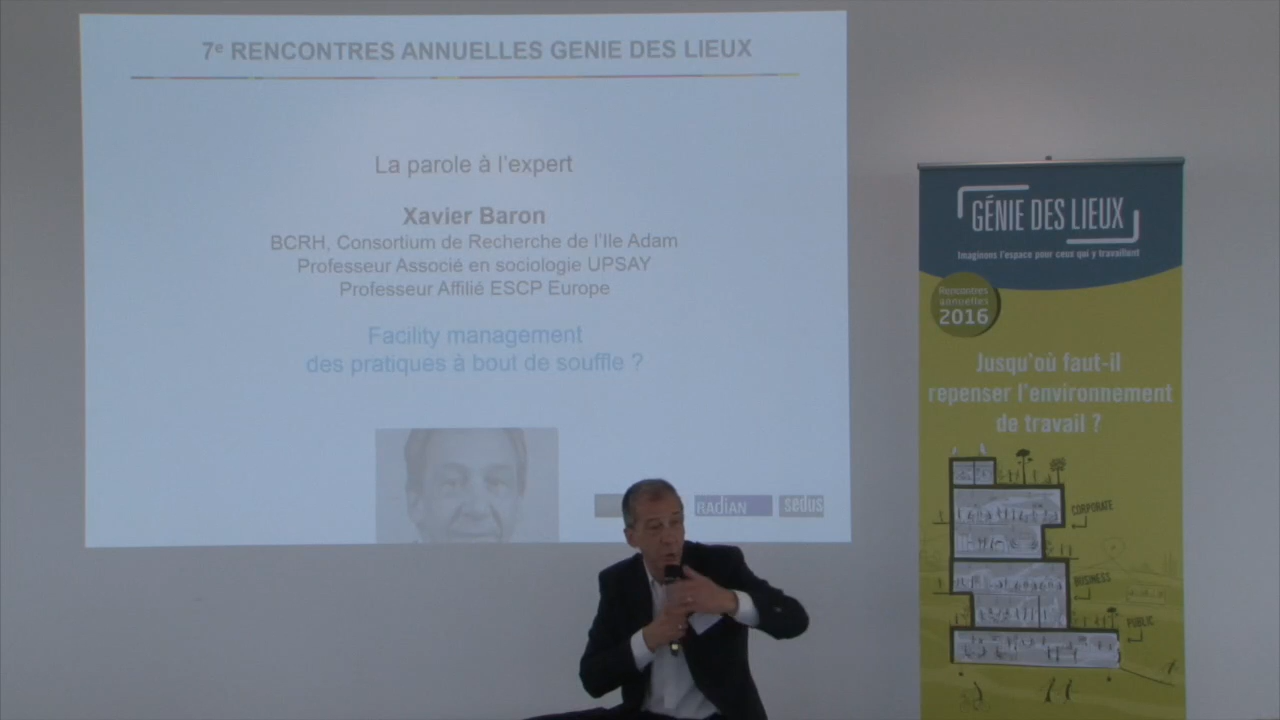 7e RENCONTRES ANNUELLES GENIE DES LIEUX
La parole à l'expert
Xavier Baron
BCRH, Consortium de Recherche de l'Ile Adam
Professeur Associé en sociologie UPSAY
Professeur Affilié ESCP Europe
Facility management
des pratiques à bout de souffle ?
RADIAN
sedus
GÉNIE DES LIEUX
Imaginons l'espace pour ceux qui y travaillent
Rencontres
annuelles
2016
Jusqu'où faut-il
repenser l'environnement
de travail ?
CORPORATE
BUSINESS
PUBLIC